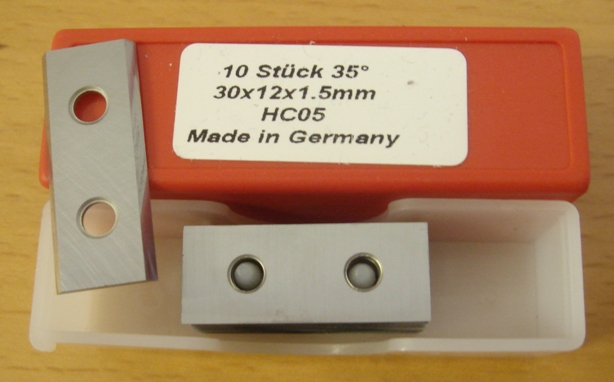 10 Stück 35°
30x12x1.5mm
HC05
Made in Germany